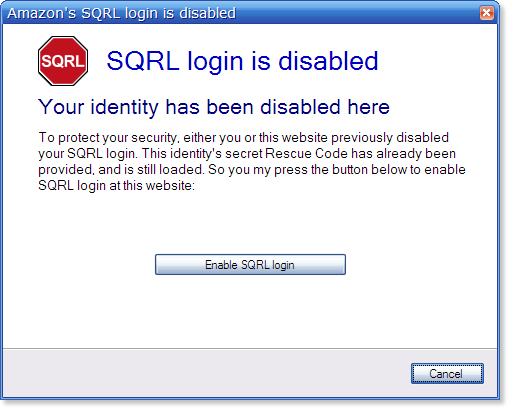 Amazon's SQRL login is disabled
SQRL
SQRL login is disabled
Your identity has been disabled here
To protect your security, either you or this website previously disabled
your SQRL login. This identity's secret Rescue Code has already been
provided, and is still loaded. So you my press the button below to enable
SQRL login at this website:
Enable SQRL login
Cancel